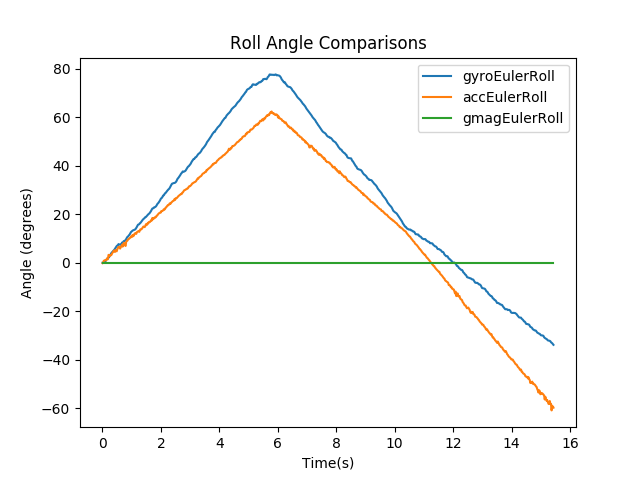 Roll Angle Comparisons
gyroEulerRoll
accEulerRoll
gmagEulerRoll
Angle (degrees)
80
60
40
20
0
−20
−40
−60
0 2 4 6 8 10 12 14 16
Time(s)